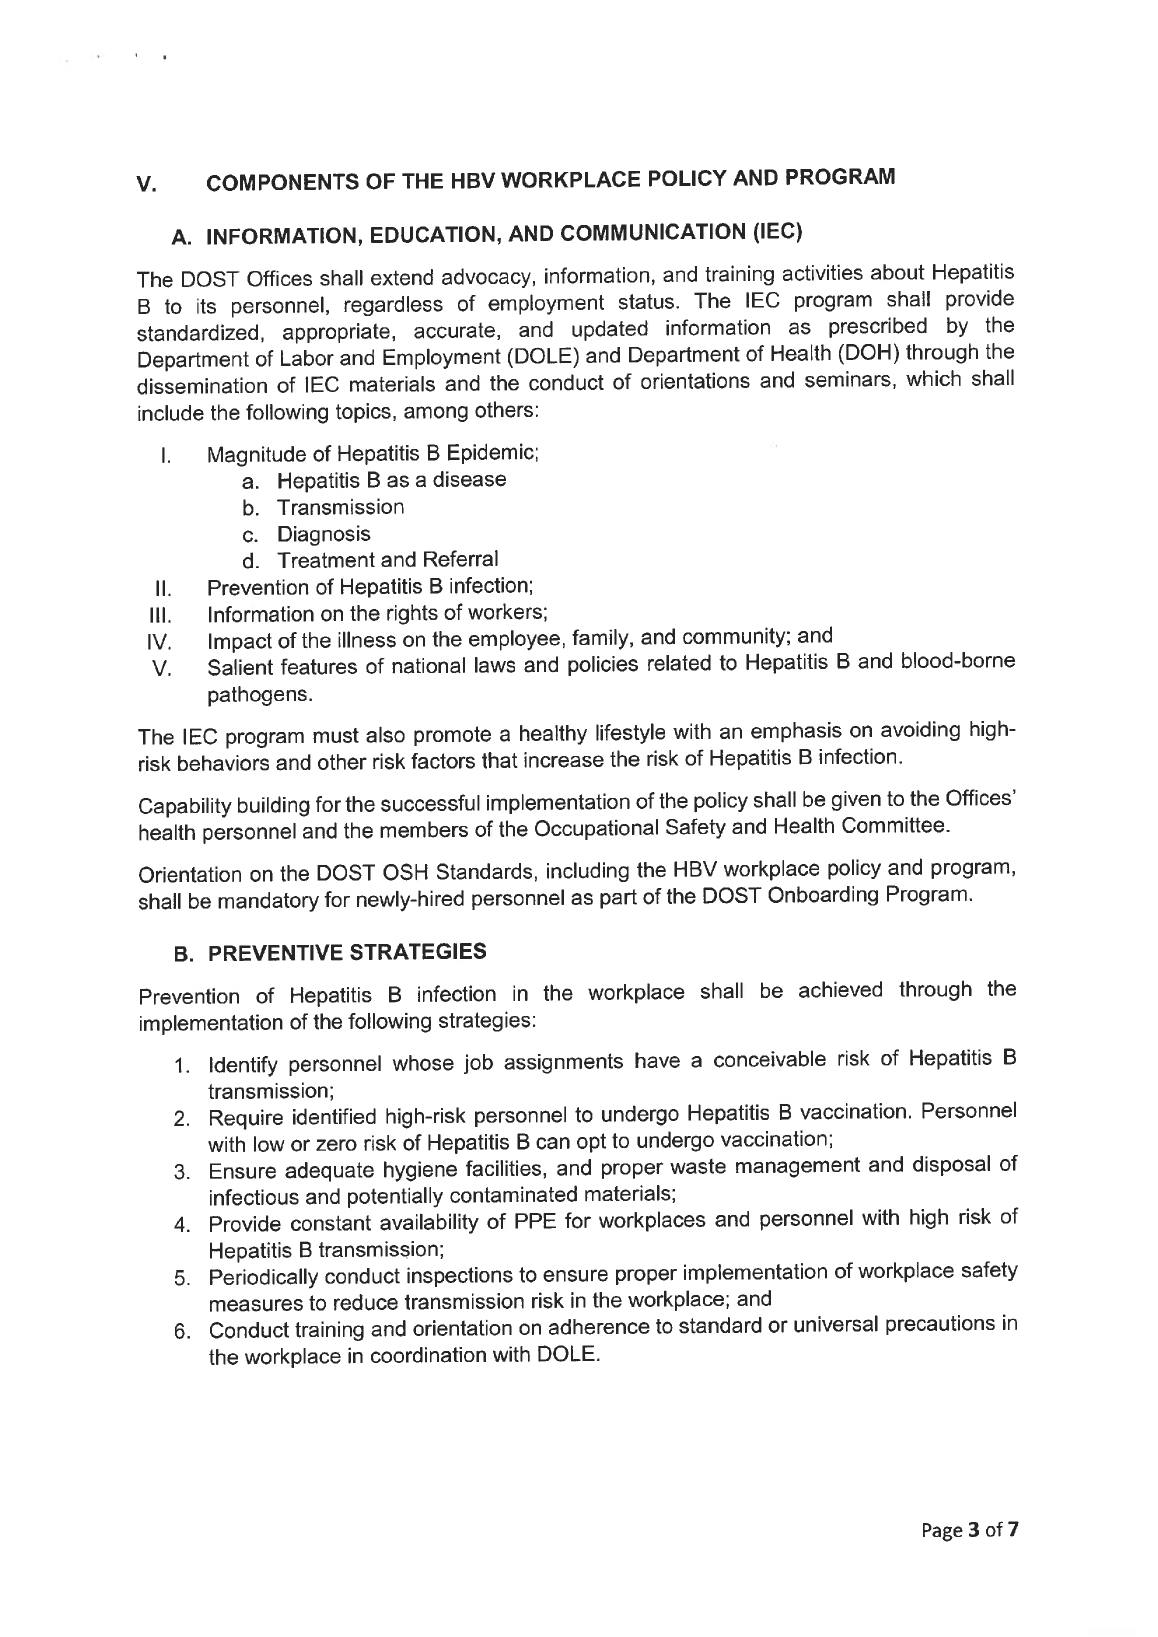 V. COMPONENTS OF THE HBV WORKPLACE POLICY AND PROGRAM
A. INFORMATION, EDUCATION, AND COMMUNICATION (IEC)
The DOST Offices shall extend advocacy, information, and training activities about Hepatitis
B to its personnel, regardless of employment status. The IEC program shall provide
standardized, appropriate, accurate, and updated information as prescribed by the
Department of Labor and Employment (DOLE) and Department of Health (DOH) through the
dissemination of IEC materials and the conduct of orientations and seminars, which shall
include the following topics, among others:
I. Magnitude of Hepatitis B Epidemic;
a. Hepatitis B as a disease
b. Transmission
c. Diagnosis
d. Treatment and Referral
II. Prevention of Hepatitis B infection;
III. Information on the rights of workers;
IV. Impact of the illness on the employee, family, and community; and
V. Salient features of national laws and policies related to Hepatitis B and blood-borne
pathogens.
The IEC program must also promote a healthy lifestyle with an emphasis on avoiding high-
risk behaviors and other risk factors that increase the risk of Hepatitis B infection.
Capability building for the successful implementation of the policy shall be given to the Offices'
health personnel and the members of the Occupational Safety and Health Committee.
Orientation on the DOST OSH Standards, including the HBV workplace policy and program,
shall be mandatory for newly-hired personnel as part of the DOST Onboarding Program.
B. PREVENTIVE STRATEGIES
Prevention of Hepatitis B infection in the workplace shall be achieved through the
implementation of the following strategies:
1. Identify personnel whose job assignments have a conceivable risk of Hepatitis B
transmission;
2. Require identified high-risk personnel to undergo Hepatitis B vaccination. Personnel
with low or zero risk of Hepatitis B can opt to undergo vaccination;
3. Ensure adequate hygiene facilities, and proper waste management and disposal of
infectious and potentially contaminated materials;
4. Provide constant availability of PPE for workplaces and personnel with high risk of
Hepatitis B transmission;
5. Periodically conduct inspections to ensure proper implementation of workplace safety
measures to reduce transmission risk in the workplace; and
6. Conduct training and orientation on adherence to standard or universal precautions in
the workplace in coordination with DOLE.
Page 3 of 7